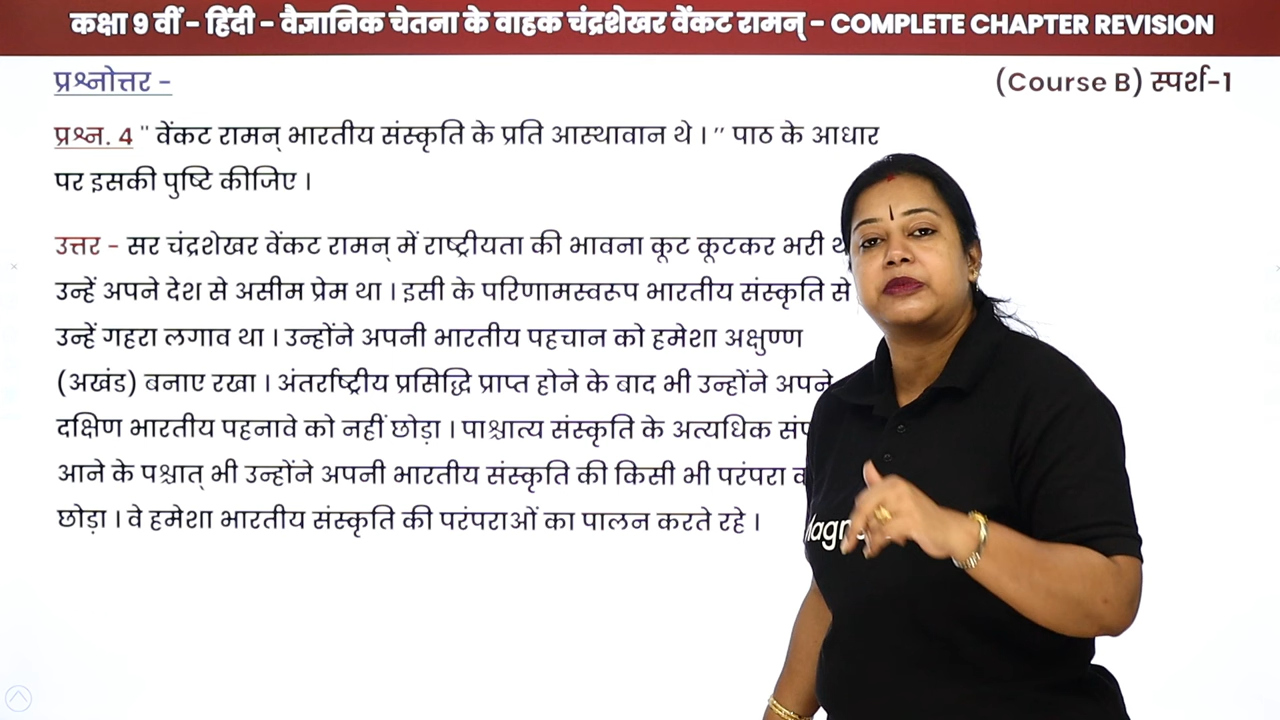 कक्षा 9 वीं - हिंदी - वैज्ञानिक चेतना के वाहक चंद्रशेखर वेंकट रामन् - COMPLETE CHAPTER REVISION
प्रश्नोत्तर -
(Course B) स्पर्श-1
प्रश्न. 4 " वेंकट रामन् भारतीय संस्कृति के प्रति आस्थावान थे । " पाठ के आधार
पर इसकी पुष्टि कीजिए ।
उत्तर - सर चंद्रशेखर वेंकट रामन् में राष्ट्रीयता की भावना कूट कूटकर भरी
उन्हें अपने देश से असीम प्रेम था । इसी के परिणामस्वरूप भारतीय संस्कृति से
उन्हें गहरा लगाव था । उन्होंने अपनी भारतीय पहचान को हमेशा अक्षुण्ण
(अखंड) बनाए रखा । अंतर्राष्ट्रीय प्रसिद्धि प्राप्त होने के बाद भी उन्होंने अपने
दक्षिण भारतीय पहनावे को नहीं छोड़ा । पाश्चात्य संस्कृति के अत्यधिक
आने के पश्चात् भी उन्होंने अपनी भारतीय संस्कृति की किसी भी परंपरा
छोड़ा । वे हमेशा भारतीय संस्कृति की परंपराओं का पालन करते रहे ।